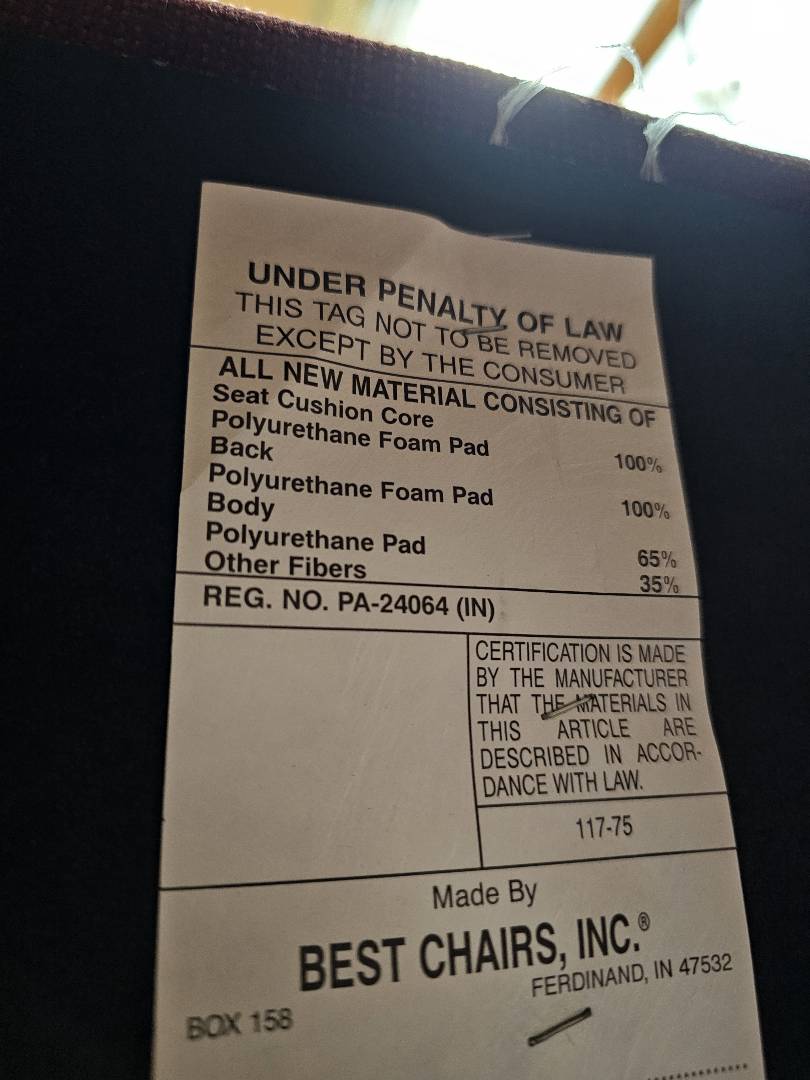 UNDER PENALTY OF LAW
THIS TAG NOT TO BE REMOVED
EXCEPT BY THE CONSUMER
ALL NEW MATERIAL CONSISTING OF
Seat Cushion Core
Polyurethane Foam Pad 100%
Back
Polyurethane Foam Pad 100%
Body
Polyurethane Pad 65%
Other Fibers 35%
REG. NO. PA-24064 (IN)
CERTIFICATION IS MADE
BY THE MANUFACTURER
THAT THE MATERIALS IN
THIS ARTICLE ARE
DESCRIBED IN ACCOR-
DANCE WITH LAW.
117-75
Made By
BEST CHAIRS, INC.®
BOX 158 FERDINAND, IN 47532